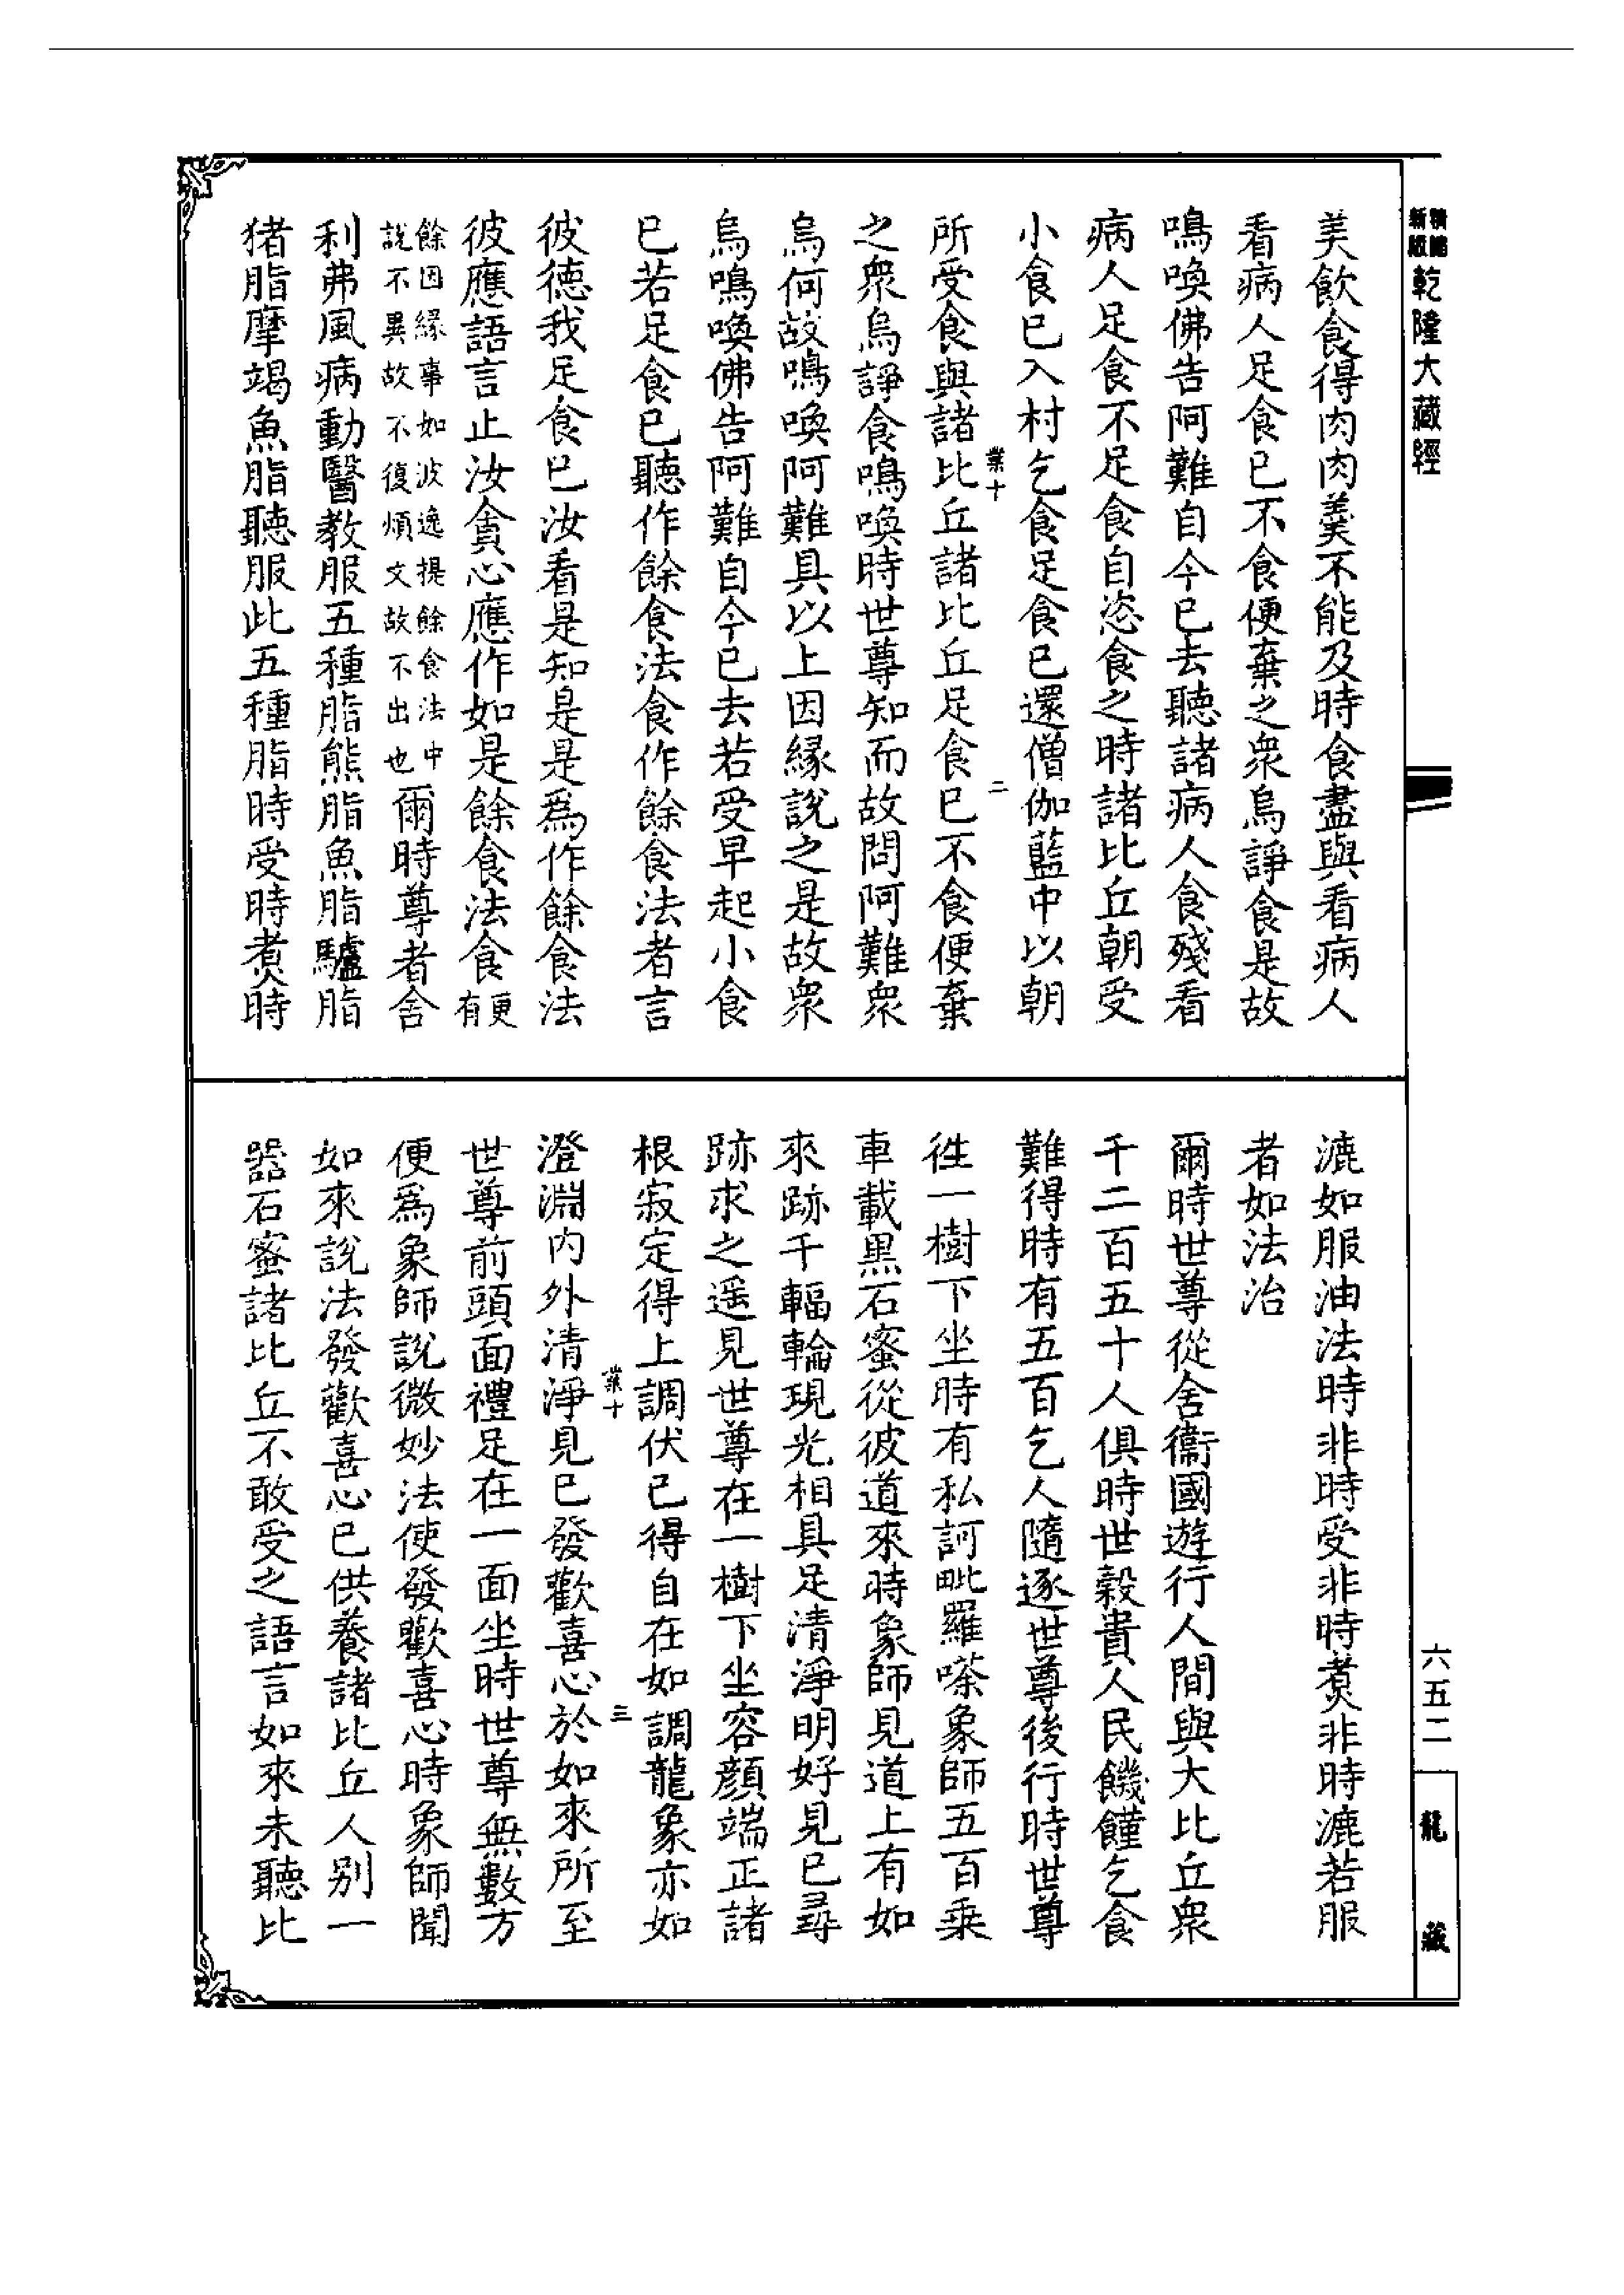 精縮
新版
乾隆大藏經
六五二
龍藏
美飲食得肉肉羹不能及時食盡與看病人
看病人足食已不食便棄之衆烏諍食是故
鳴喚佛告阿難自今已去聽諸病人食殘看
病人足食不足食自恣食之時諸比丘朝受
小食已入村乞食足食已還僧伽藍中以朝
業十
二
所受食與諸比丘諸比丘足食已不食便棄
之衆烏諍食鳴喚時世尊知而故問阿難衆
烏何故鳴喚阿難具以上因緣說之是故衆
烏鳴喚佛告阿難自今已去若受早起小食
已若足食已聽作餘食法食作餘食法者言
彼德我足食已汝看是知是是爲作餘食法
彼應語言止汝貪心應作如是餘食法食更有
餘因緣事如波逸提餘食法中
說不異故不復煩文故不出也
爾時尊者舍
利弗風病動醫教服五種脂熊脂魚脂驢脂
猪脂摩竭魚脂聽服此五種脂時受時煮時
漉如服油法時非時受非時煮非時漉若服
者如法治
爾時世尊從舍衞國遊行人間與大比丘衆
千二百五十人俱時世穀貴人民饑饉乞食
難得時有五百乞人隨逐世尊後行時世尊
徃一樹下坐時有私訶毗羅嗏象師五百乘
車載黑石蜜從彼道來時象師見道上有如
來跡千輻輪現光相具足清淨明好見已尋
跡求之遥見世尊在一樹下坐容顏端正諸
根寂定得上調伏已得自在如調龍象亦如
業十
三
澄淵内外清淨見已發歡喜心於如來所至
世尊前頭面禮足在一面坐時世尊無數方
便爲象師說微妙法使發歡喜心時象師聞
如來說法發歡喜心已供養諸比丘人别一
器石蜜諸比丘不敢受之語言如來未聽比